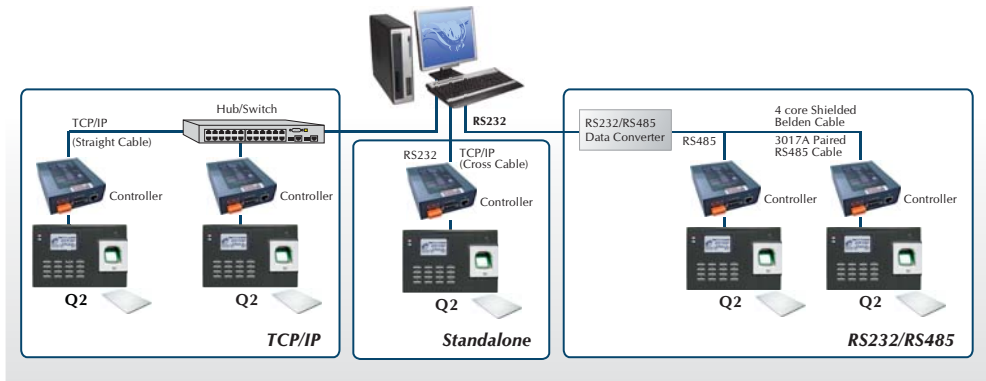 Hub/Switch
TCP/IP
(Straight Cable)
Controller
Controller
Q2
Q2
TCP/IP
RS232
TCP/IP
(Cross Cable)
Controller
Q2
Standalone
RS232
RS232/RS485
Data Converter
RS485
4 core Shielded
Belden Cable
3017A Paired
RS485 Cable
Controller
Controller
Q2
Q2
RS232/RS485